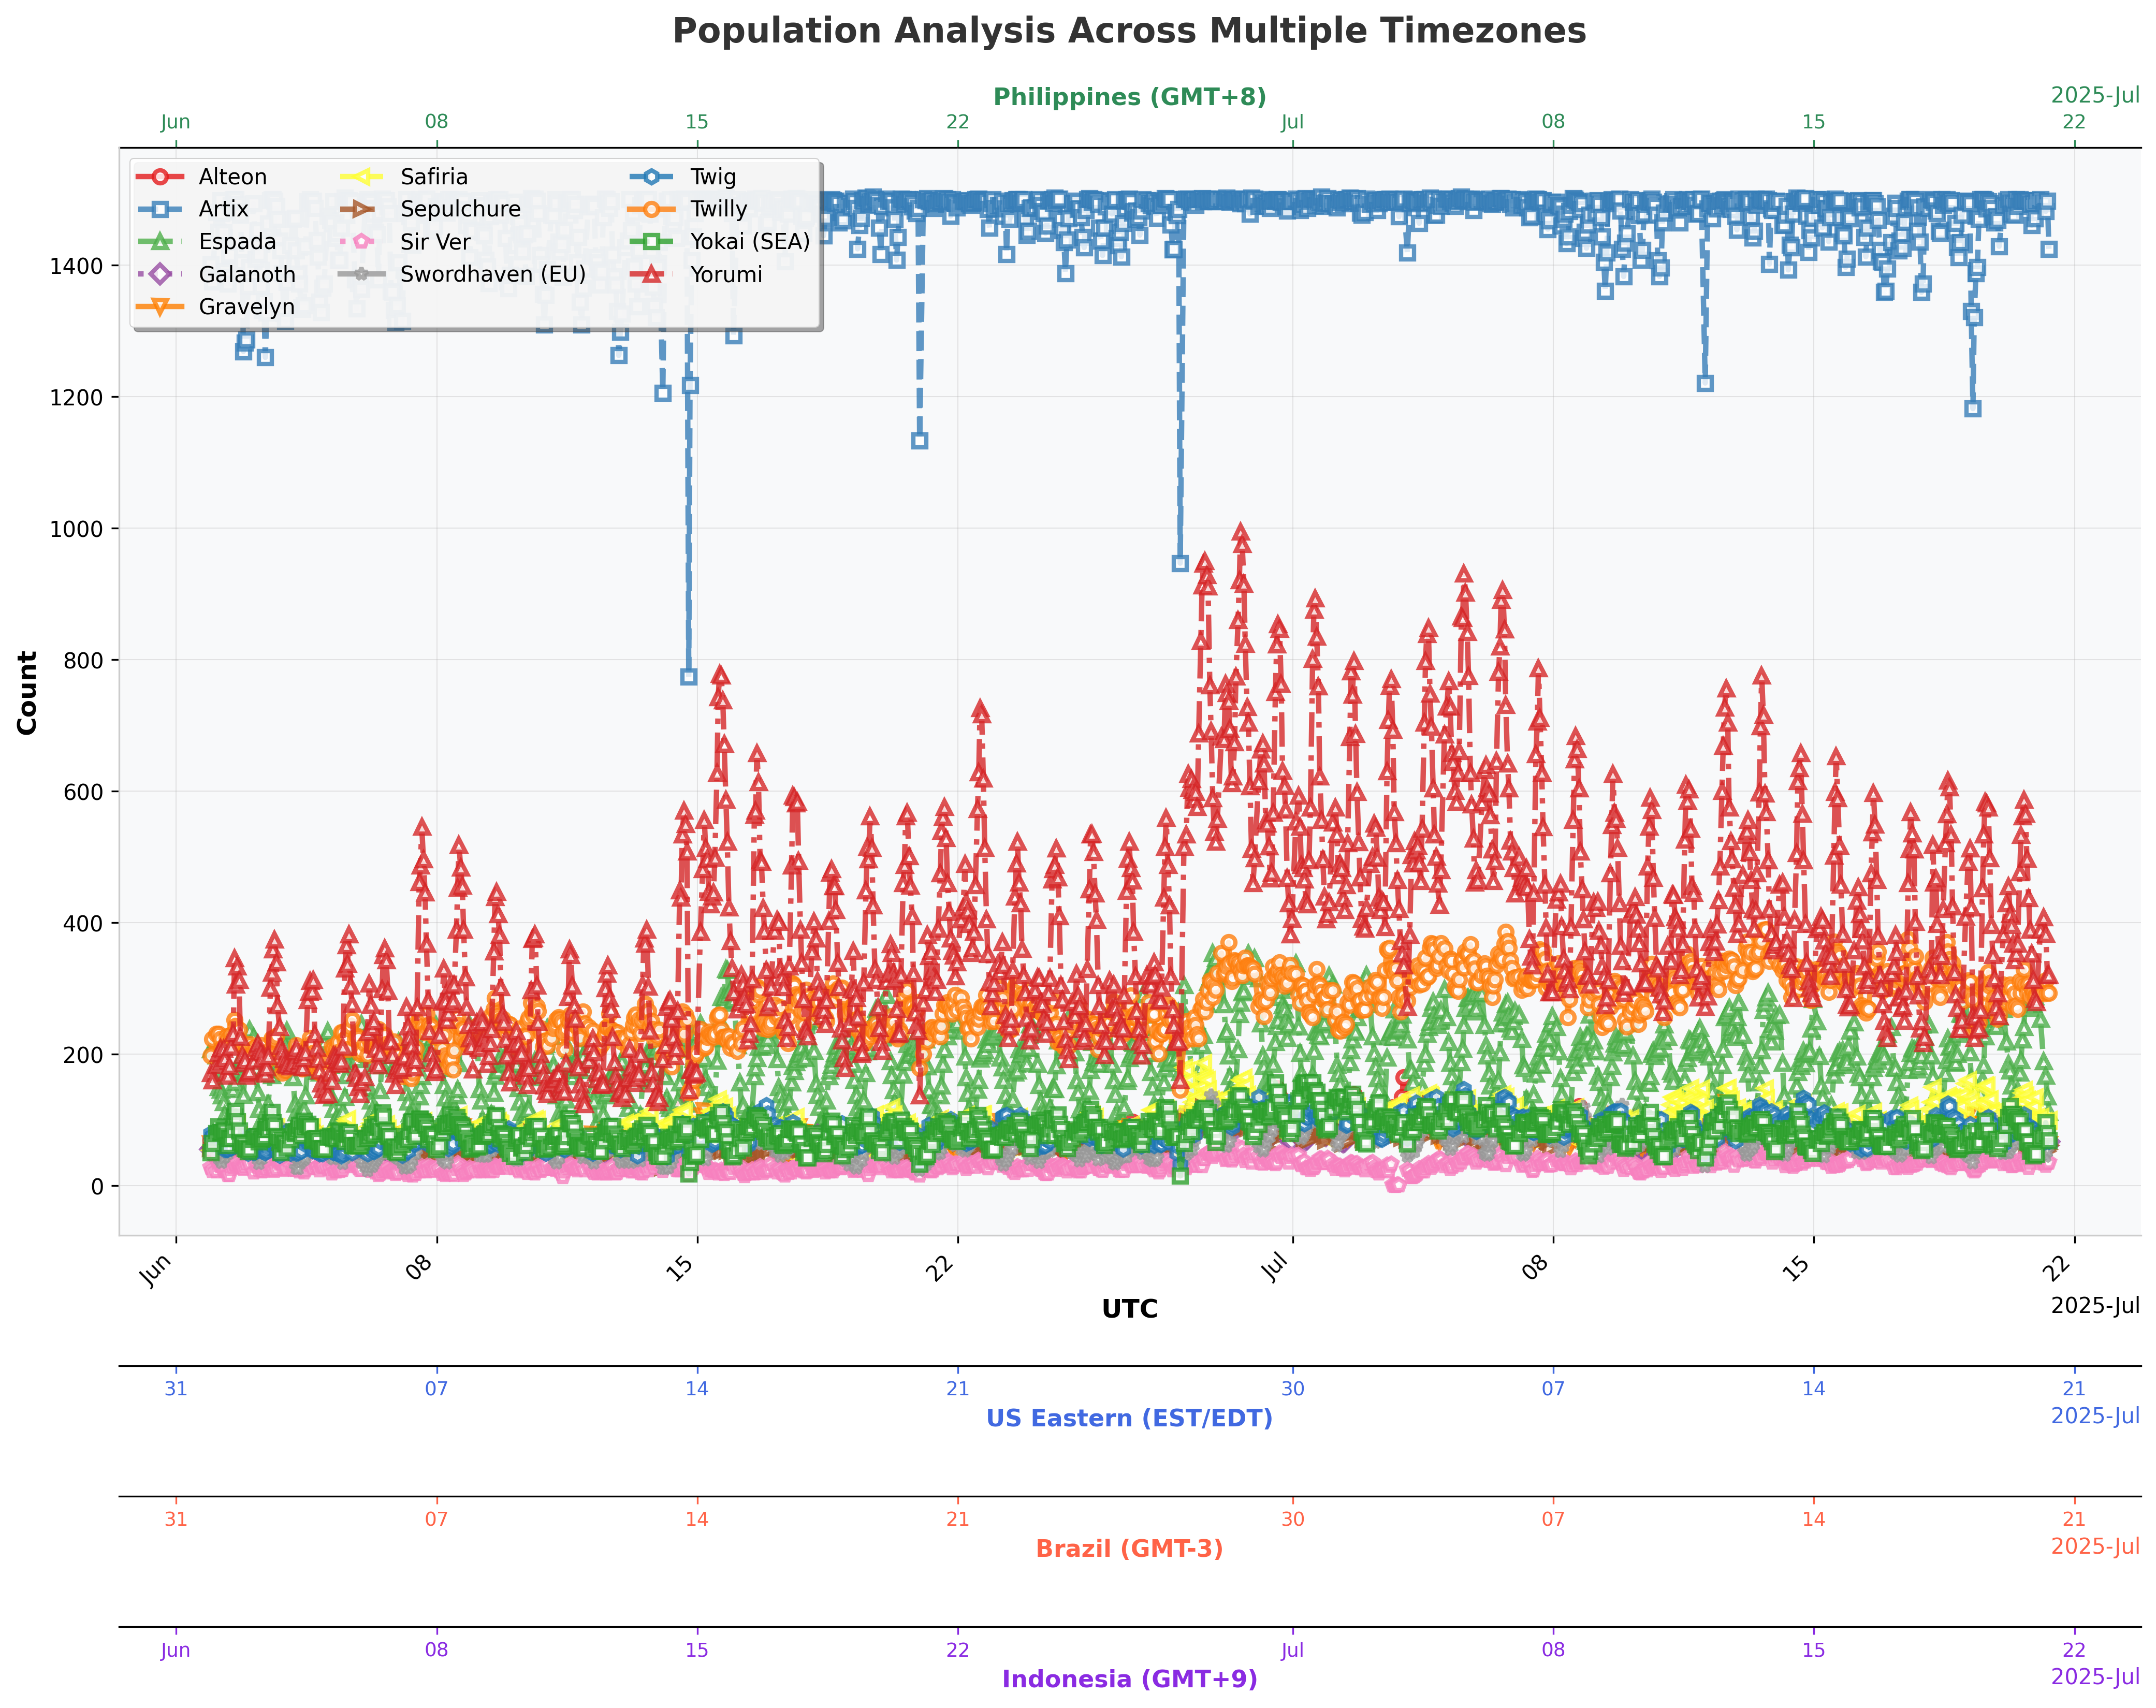 Population Analysis Across Multiple Timezones
Philippines (GMT+8)
2025-Jul
Jun 08 15 22 Jul 08 15 22
Alteon
Artix
Espada
Galanoth
Gravelyn
Safiria
Sepulchure
Sir Ver
Swordhaven (EU)
Twig
Twilly
Yokai (SEA)
Yorumi
1400
1200
1000
800
600
400
200
0
Count
Jun 08 15 22 Jul 08 15 22
UTC
2025-Jul
31 07 14 21 30 07 14 21
US Eastern (EST/EDT)
2025-Jul
31 07 14 21 30 07 14 21
Brazil (GMT-3)
2025-Jul
Jun 08 15 22 Jul 08 15 22
Indonesia (GMT+9)
2025-Jul